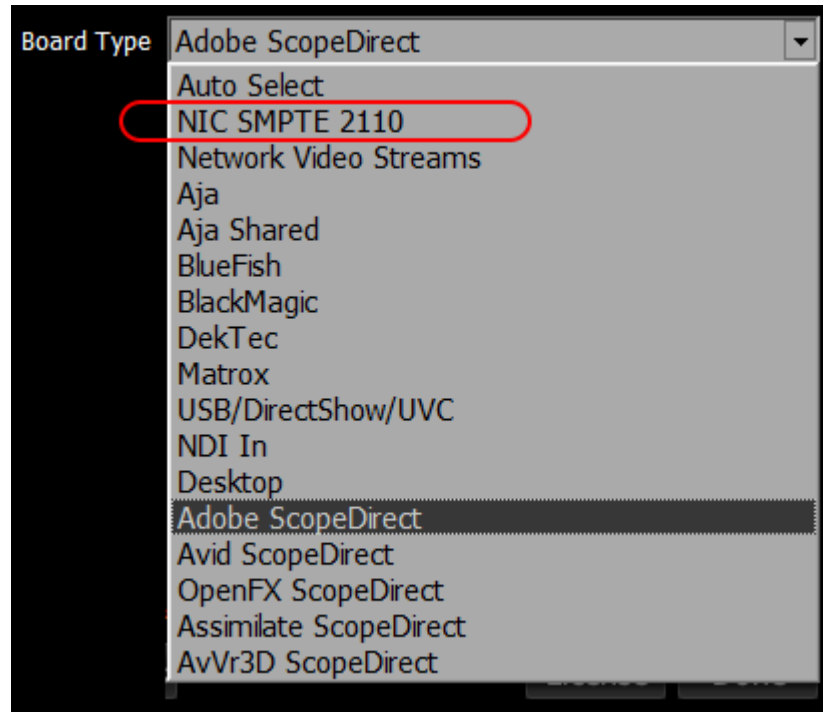 Board Type Adobe ScopeDirect
Auto Select
NIC SMPTE 2110
Network Video Streams
Aja
Aja Shared
BlueFish
BlackMagic
DekTec
Matrox
USB/DirectShow/UVC
NDI In
Desktop
Adobe ScopeDirect
Avid ScopeDirect
OpenFX ScopeDirect
Assimilate ScopeDirect
AvVr3D ScopeDirect